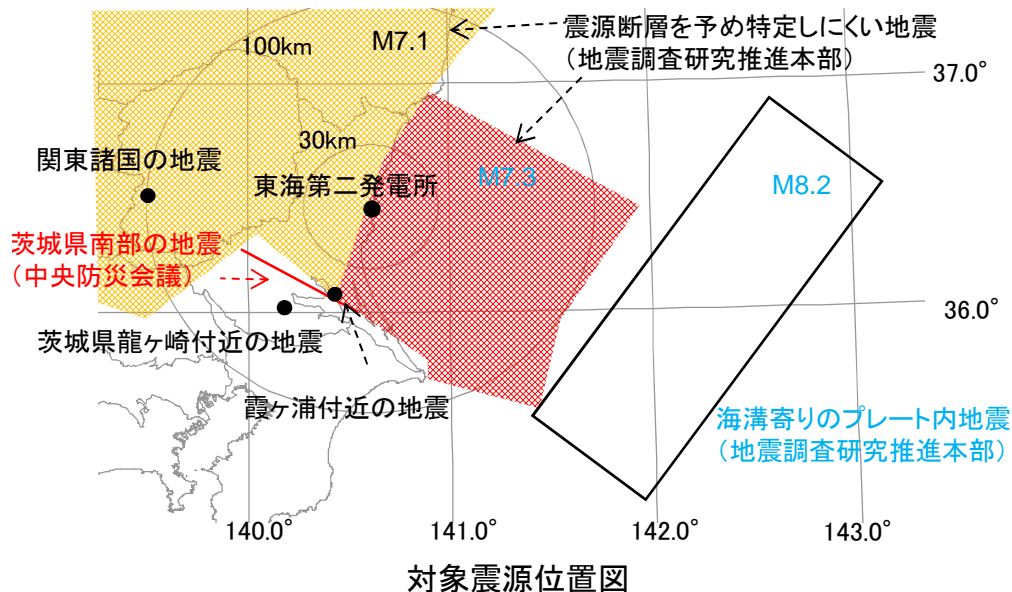 震源断層を予め特定しにくい地震
（地震調査研究推進本部）
M7.1
100km
37.0°
30km
関東諸国の地震
東海第二発電所
M7.3
M8.2
茨城県南部の地震
（中央防災会議）
36.0°
茨城県龍ヶ崎付近の地震
霞ヶ浦付近の地震
海溝寄りのプレート内地震
（地震調査研究推進本部）
140.0°
141.0°
142.0°
143.0°
対象震源位置図